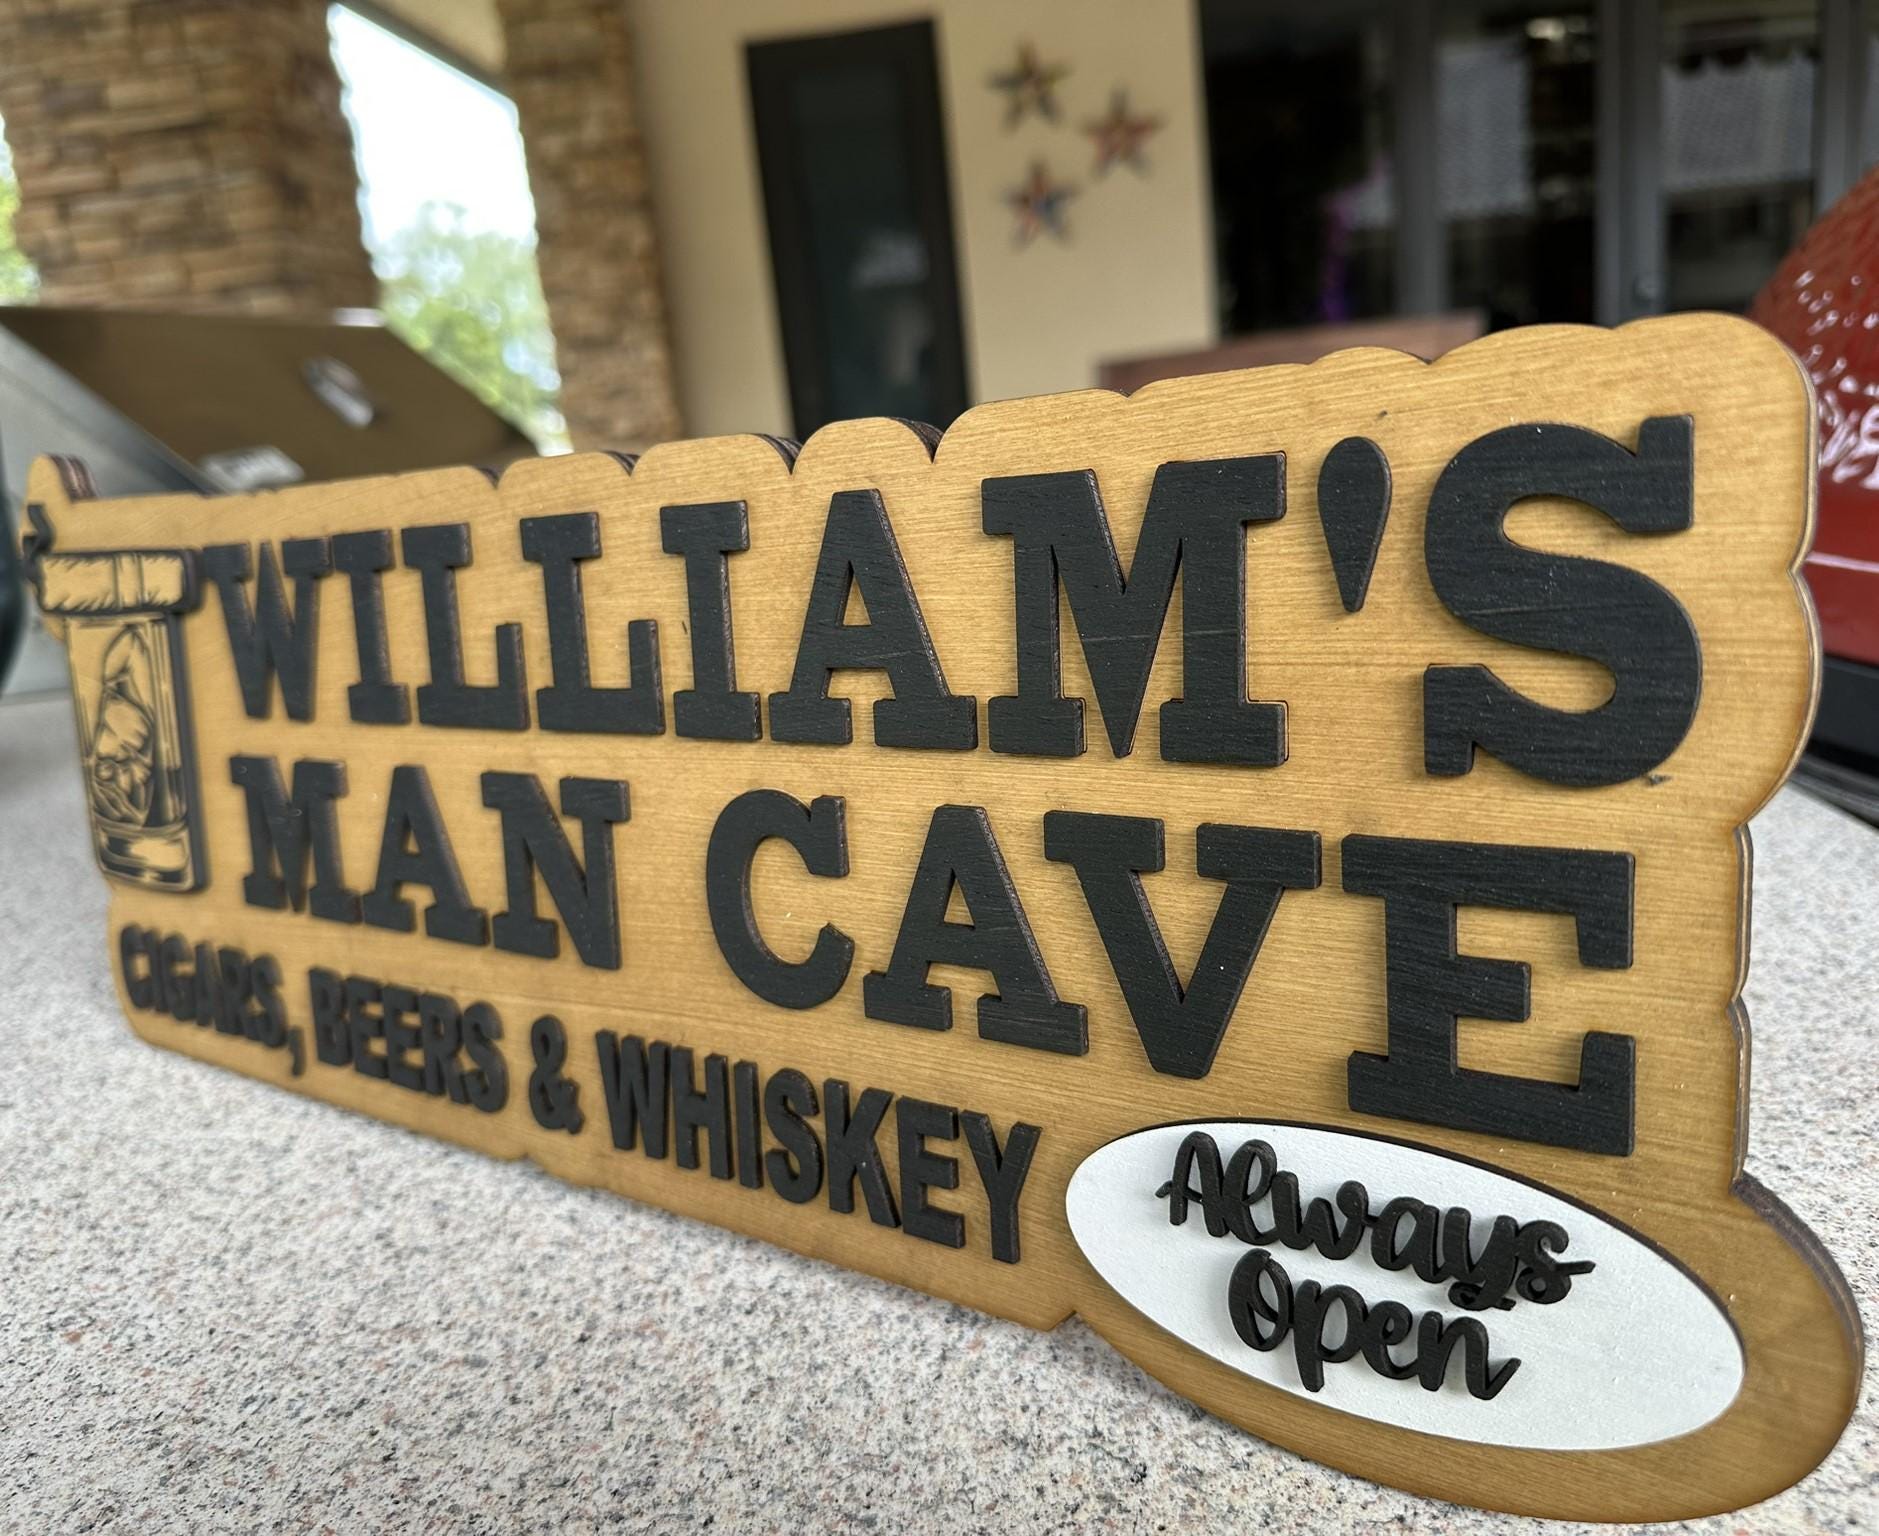 WILLIAM'S
MAN CAVE
CIGARS, BEERS & WHISKEY
Always
Open